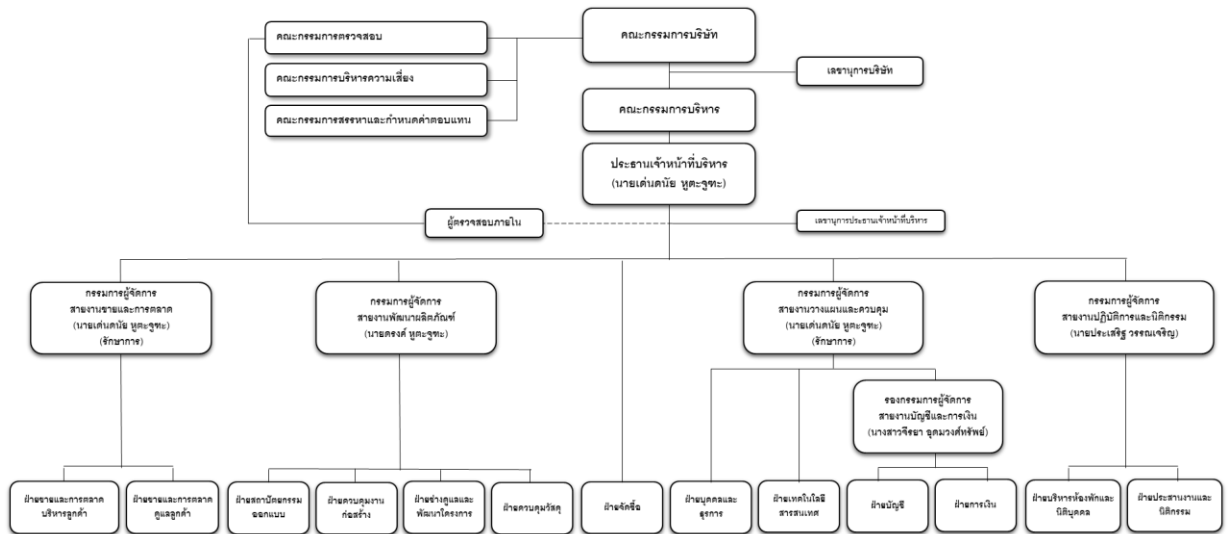 คณะกรรมการบริษัท
คณะกรรมการตรวจสอบ
เลขานุการบริษัท
คณะกรรมการบริหารความเสี่ยง
คณะกรรมการบริหาร
คณะกรรมการสรรหาและกำหนดค่าตอบแทน
ประธานเจ้าหน้าที่บริหาร
(นายเด่นดนัย หุตะจูฑะ)
ผู้ตรวจสอบภายใน
เลขานุการประธานเจ้าหน้าที่บริหาร
กรรมการผู้จัดการ
สายงานขายและการตลาด
(นายเด่นดนัย หุตะจูฑะ)
(รักษาการ)
กรรมการผู้จัดการ
สายงานพัฒนาผลิตภัณฑ์
(นายดรงค์ หุตะจูฑะ)
กรรมการผู้จัดการ
สายงานวางแผนและควบคุม
(นายเด่นดนัย หุตะจูฑะ)
(รักษาการ)
กรรมการผู้จัดการ
สายงานปฏิบัติการและนิติกรรม
(นายประเสริฐ วรรณเจริญ)
รองกรรมการผู้จัดการ
สายงานบัญชีและการเงิน
(นางสาวจีรยา อุดมวงศ์ทรัพย์)
ฝ่ายขายและการตลาด
บริหารลูกค้า
ฝ่ายขายและการตลาด
ดูแลลูกค้า
ฝ่ายสถาปัตยกรรม
ออกแบบ
ฝ่ายควบคุมงาน
ก่อสร้าง
ฝ่ายช่างดูแลและ
พัฒนาโครงการ
ฝ่ายควบคุมวัสดุ
ฝ่ายจัดซื้อ
ฝ่ายบุคคลและ
ธุรการ
ฝ่ายเทคโนโลยี
สารสนเทศ
ฝ่ายบัญชี
ฝ่ายการเงิน
ฝ่ายบริหารห้องพักและ
นิติบุคคล
ฝ่ายประสานงานและ
นิติกรรม